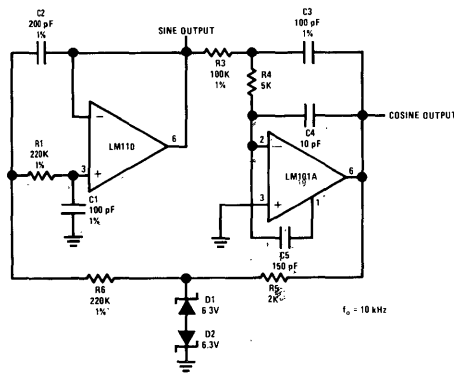 C2
200 pF
1%
SINE OUTPUT
C3
100 pF
1%
R3
100K
1%
R4
5K
C4
10 pF
COSINE OUTPUT
R1
220K
1%
LM110
6
3
C1
100 pF
1%
2
LM101A
6
3
1
C5
150 pF
R6
220K
1%
R5
2K
D1
6.3V
D2
6.3V
fo = 10 kHz